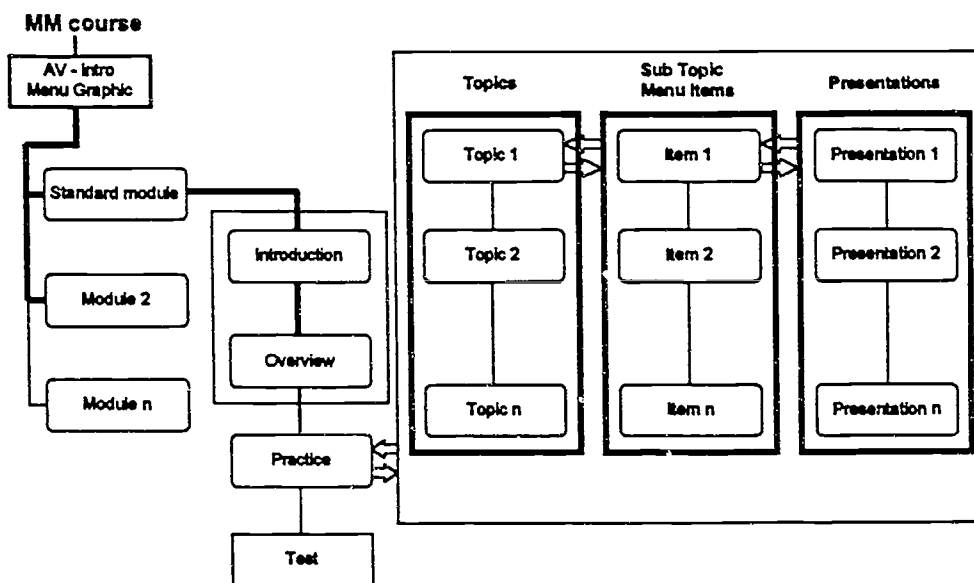 MM course
AV - Intro
Menu Graphic
Standard module
Module 2
Module n
Introduction
Overview
Practice
Test
Topics
Topic 1
Topic 2
Topic n
Sub Topic
Menu Items
Item 1
Item 2
Item n
Presentations
Presentation 1
Presentation 2
Presentation n